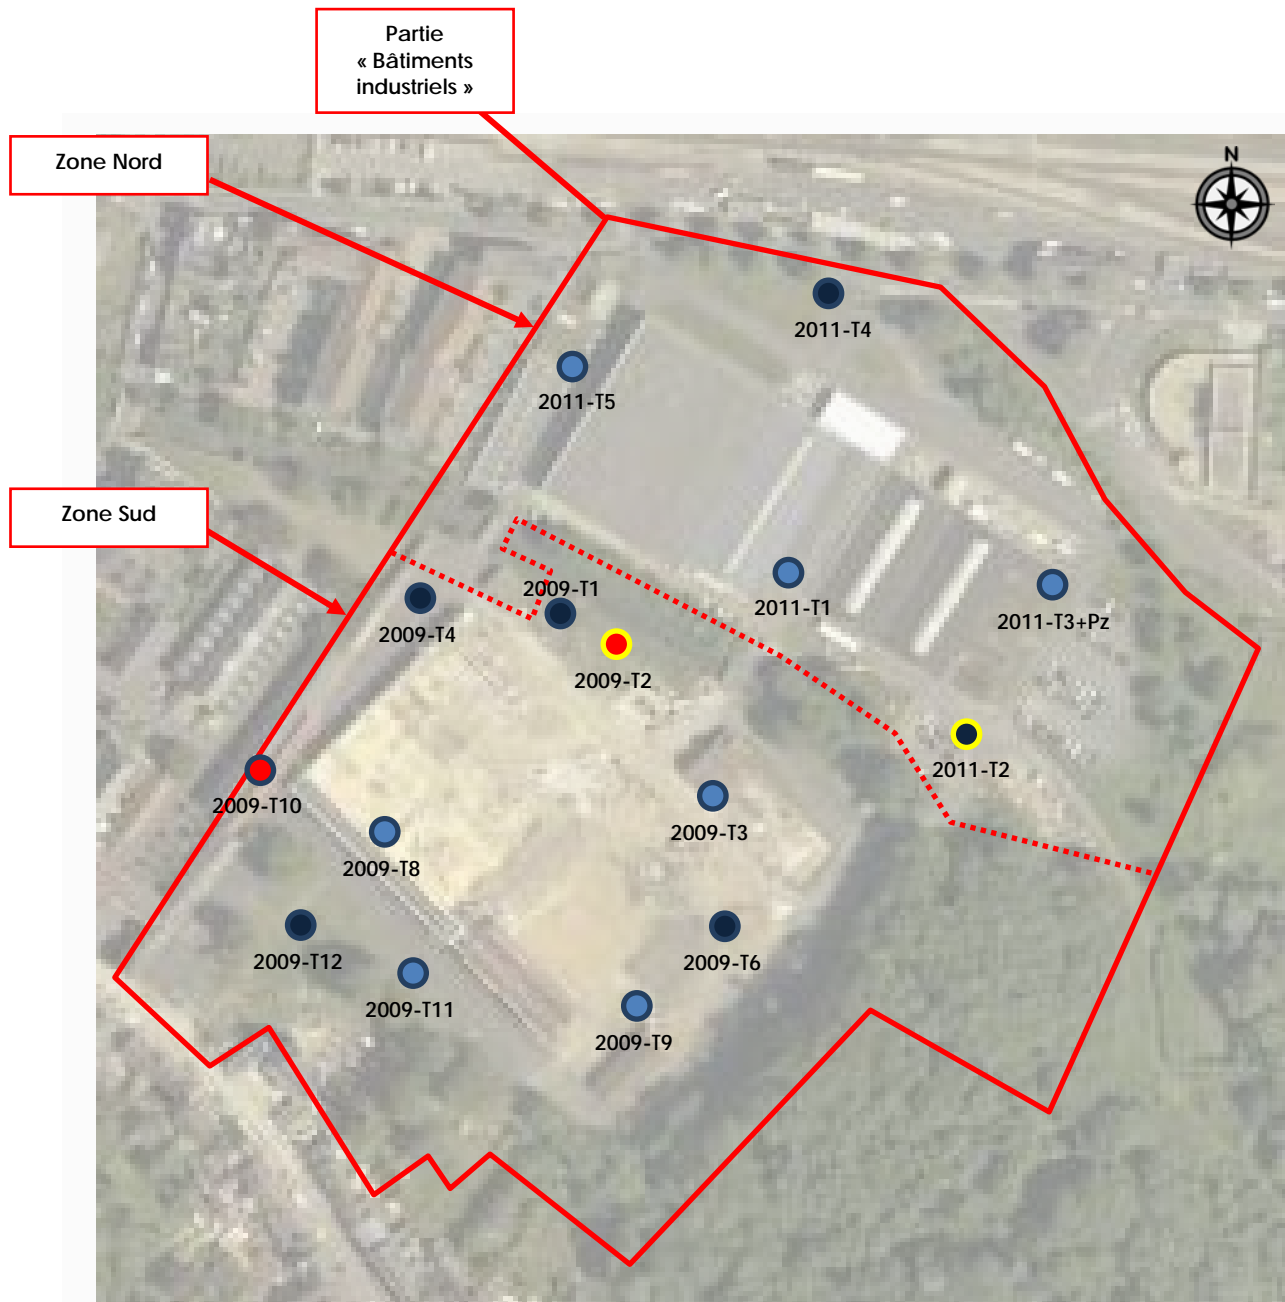 Partie
« Bâtiments
industriels »
Zone Nord
N
2011-T4
2011-T5
Zone Sud
2009-T1
2011-T1
2011-T3+Pz
2009-T4
2009-T2
2011-T2
2009-T10
2009-T3
2009-T8
2009-T12
2009-T6
2009-T11
2009-T9